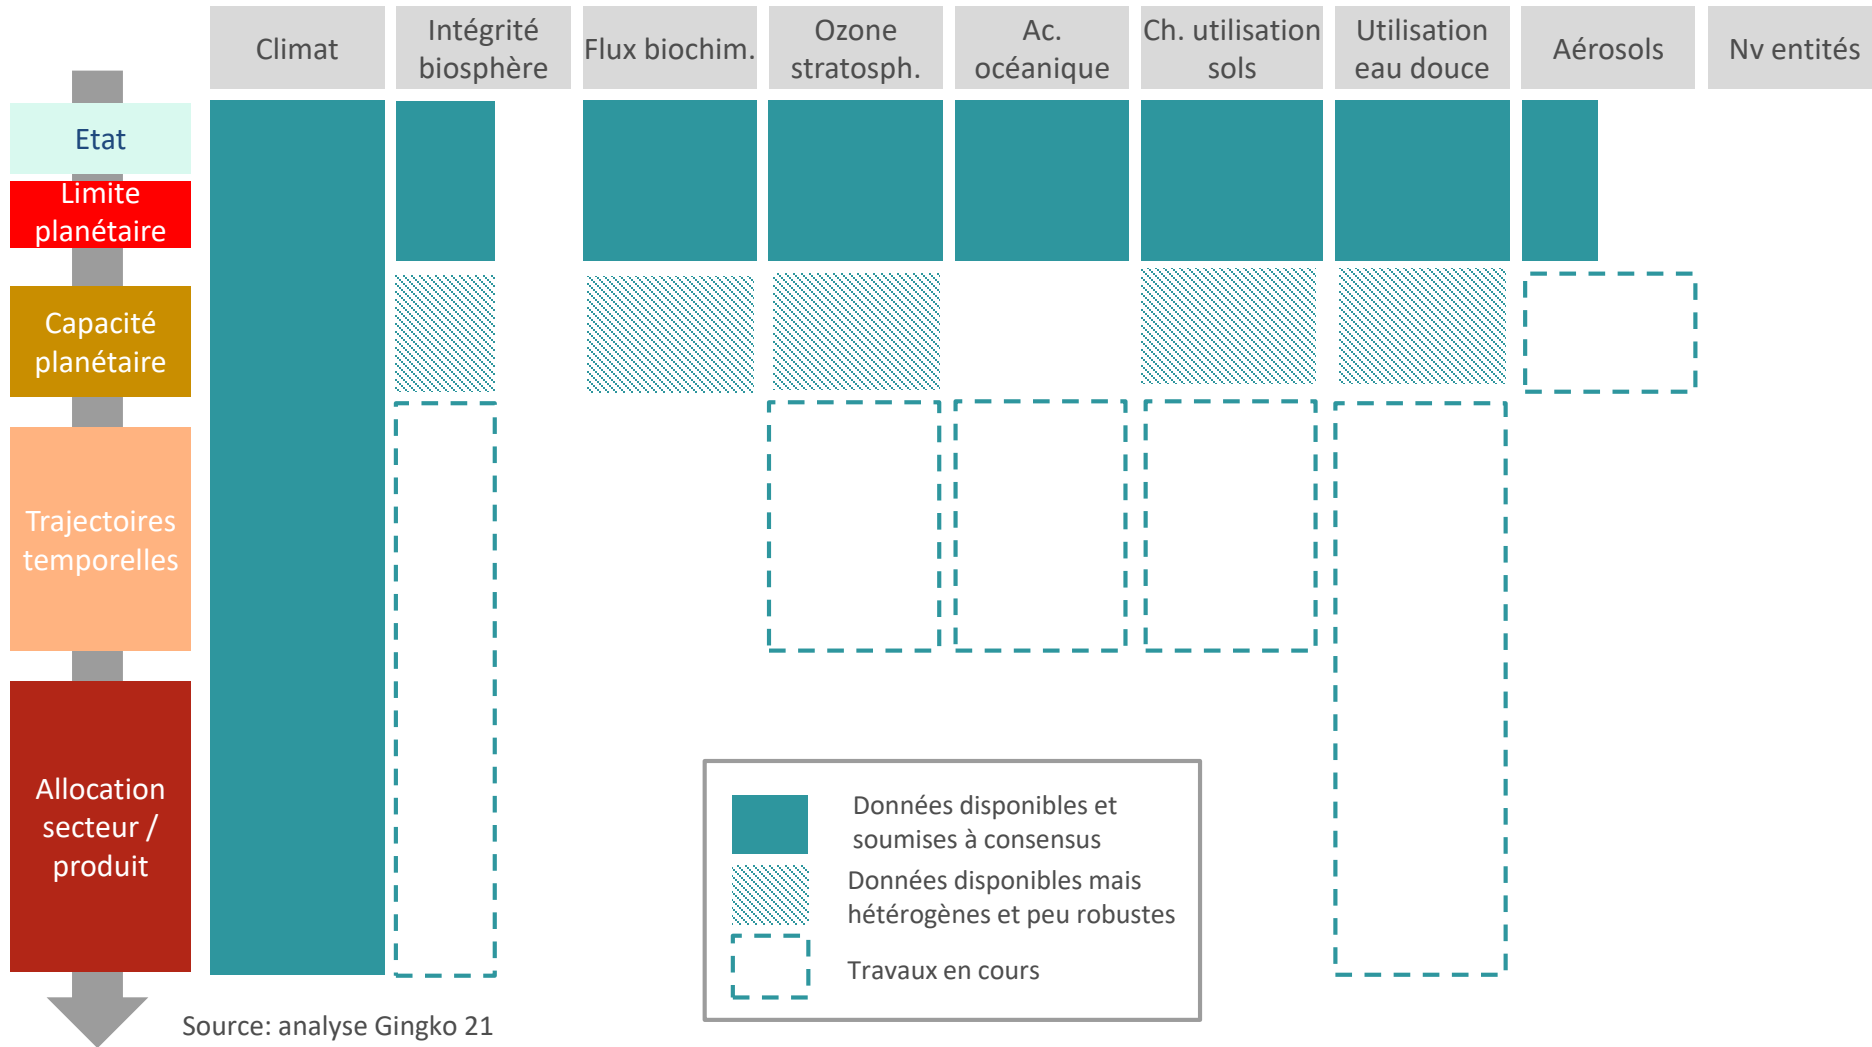 Climat
Intégrité
biosphère
Flux biochim.
Ozone
stratosph.
Ac.
océanique
Ch. utilisation
sols
Utilisation
eau douce
Aérosols
Nv entités
Etat
Limite
planétaire
Capacité
planétaire
Trajectoires
temporelles
Allocation
secteur /
produit
Données disponibles et
soumises à consensus
Données disponibles mais
hétérogènes et peu robustes
Travaux en cours
Source: analyse Gingko 21